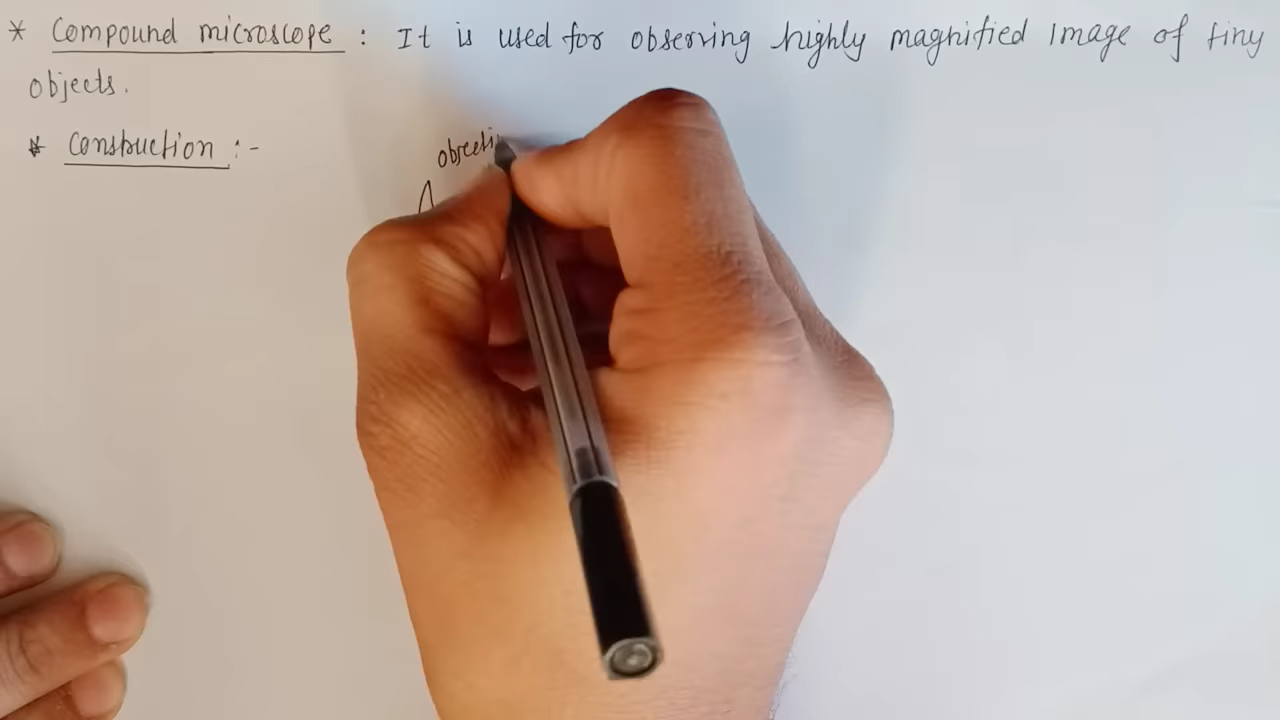 * Compound microscope : It is used for observing highly magnified Image of tiny
objects.
* Construction :-